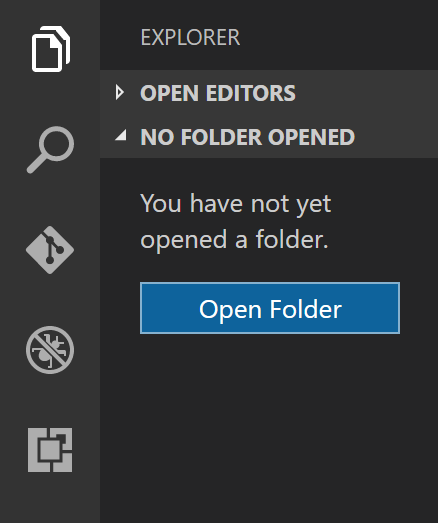 EXPLORER
OPEN EDITORS
NO FOLDER OPENED
You have not yet
opened a folder.
Open Folder